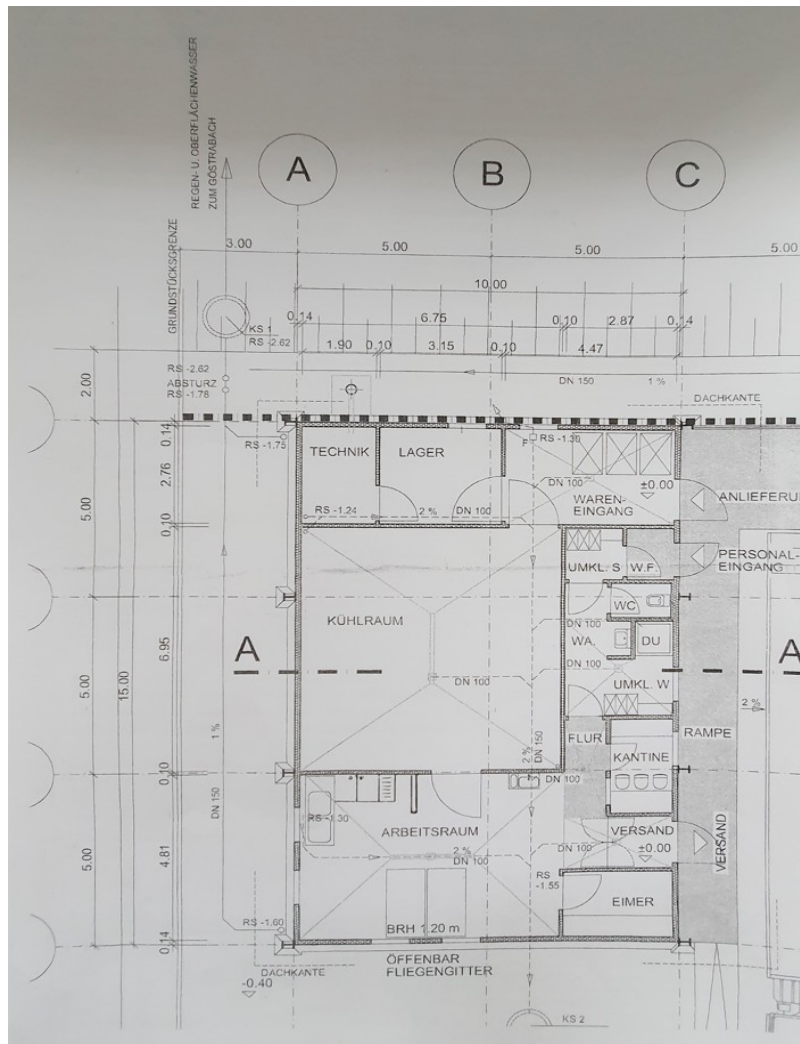 REGEN- U. OBERFLÄCHENWASSER
ZUM GÖSTRABACH
GRUNDSTÜCKSGRENZE
A
B
C
3.00
5.00
5.00
5.00
10.00
KS 1
RS -2.62
0.14
6.75
0.10
2.87
0.14
1.90
0.10
3.15
0.10
4.47
RS -2.62
ABSTURZ
RS -1.78
DN 150
1 %
DACHKANTE
2.00
0.14
2.76
0.10
6.95
0.10
4.81
0.14
5.00
5.00
5.00
15.00
RS -1.75
TECHNIK
LAGER
F
RS -1.30
DN 100
±0.00
WAREN-
EINGANG
ANLIEFERU
RS -1.24
2 %
DN 100
UMKL. S
W.F.
PERSONAL-
EINGANG
KÜHLRAUM
WC
DN 100
WA.
DU
A
A
DN 100
DN 100
UMKL. W
1 %
DN 150
2 %
DN 150
FLUR
RAMPE
2 %
KANTINE
DN 100
RS -1.30
ARBEITSRAUM
2 %
DN 100
DN 100
VERSAND
±0.00
VERSAND
RS
-1.55
EIMER
RS -1.60
BRH 1.20 m
ÖFFENBAR
FLIEGENGITTER
DACHKANTE
-0.40
DACHKANTE
KS 2